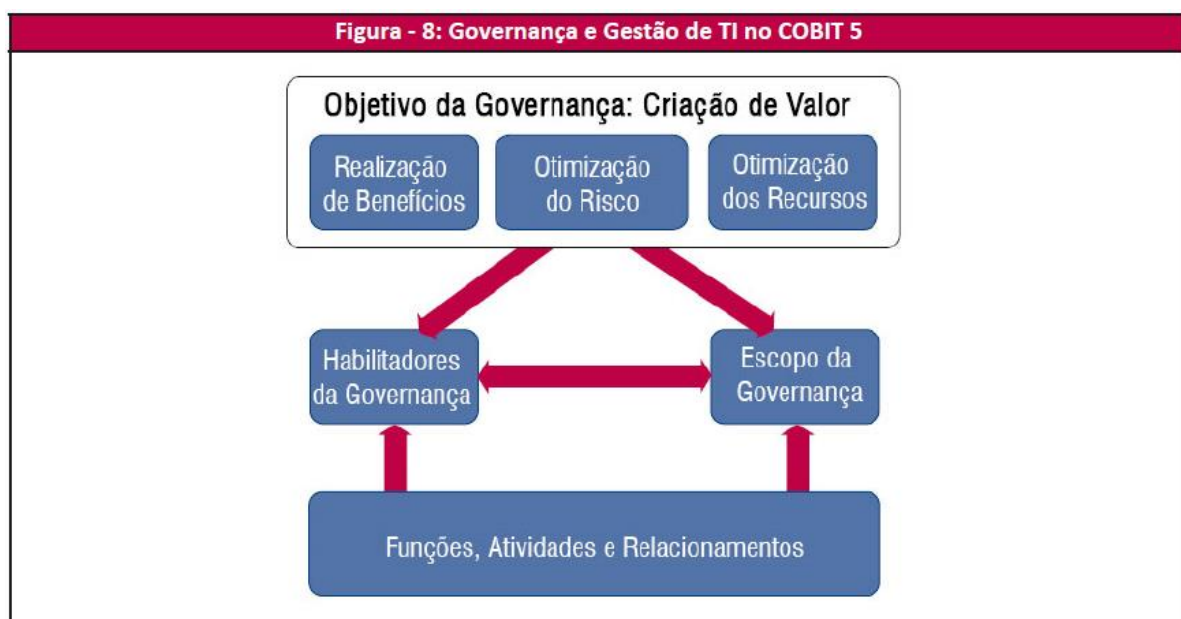 Figura - 8: Governança e Gestão de TI no COBIT 5
Objetivo da Governança: Criação de Valor
Realização
de Benefícios
Otimização
do Risco
Otimização
dos Recursos
Habilitadores
da Governança
Escopo da
Governança
Funções, Atividades e Relacionamentos